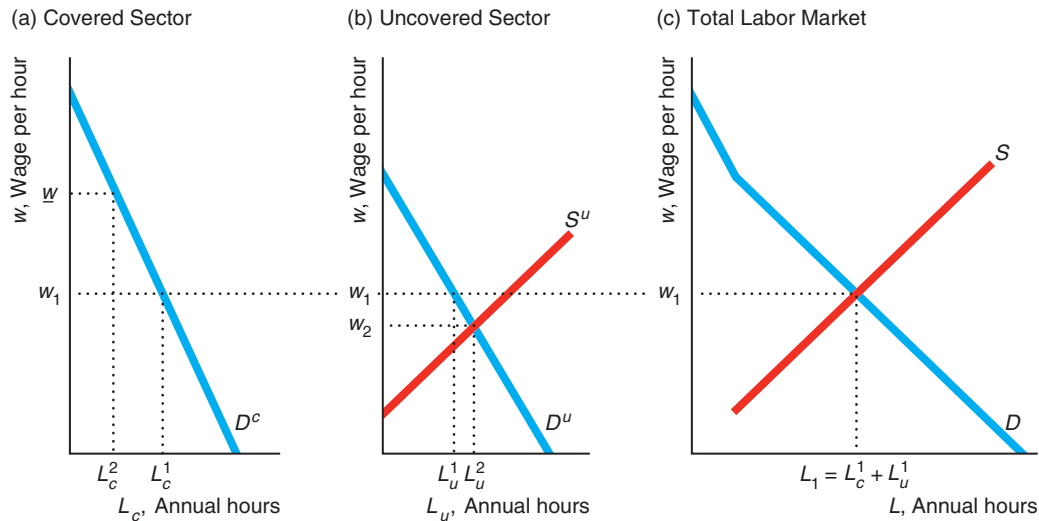 (a) Covered Sector
w, Wage per hour
w̲
w₁
Dᶜ
L²c L¹c
Lc, Annual hours
(b) Uncovered Sector
w, Wage per hour
Sᵘ
w₁
w₂
Dᵘ
L¹u L²u
Lu, Annual hours
(c) Total Labor Market
w, Wage per hour
S
w₁
D
L₁ = L¹c + L¹u
L, Annual hours